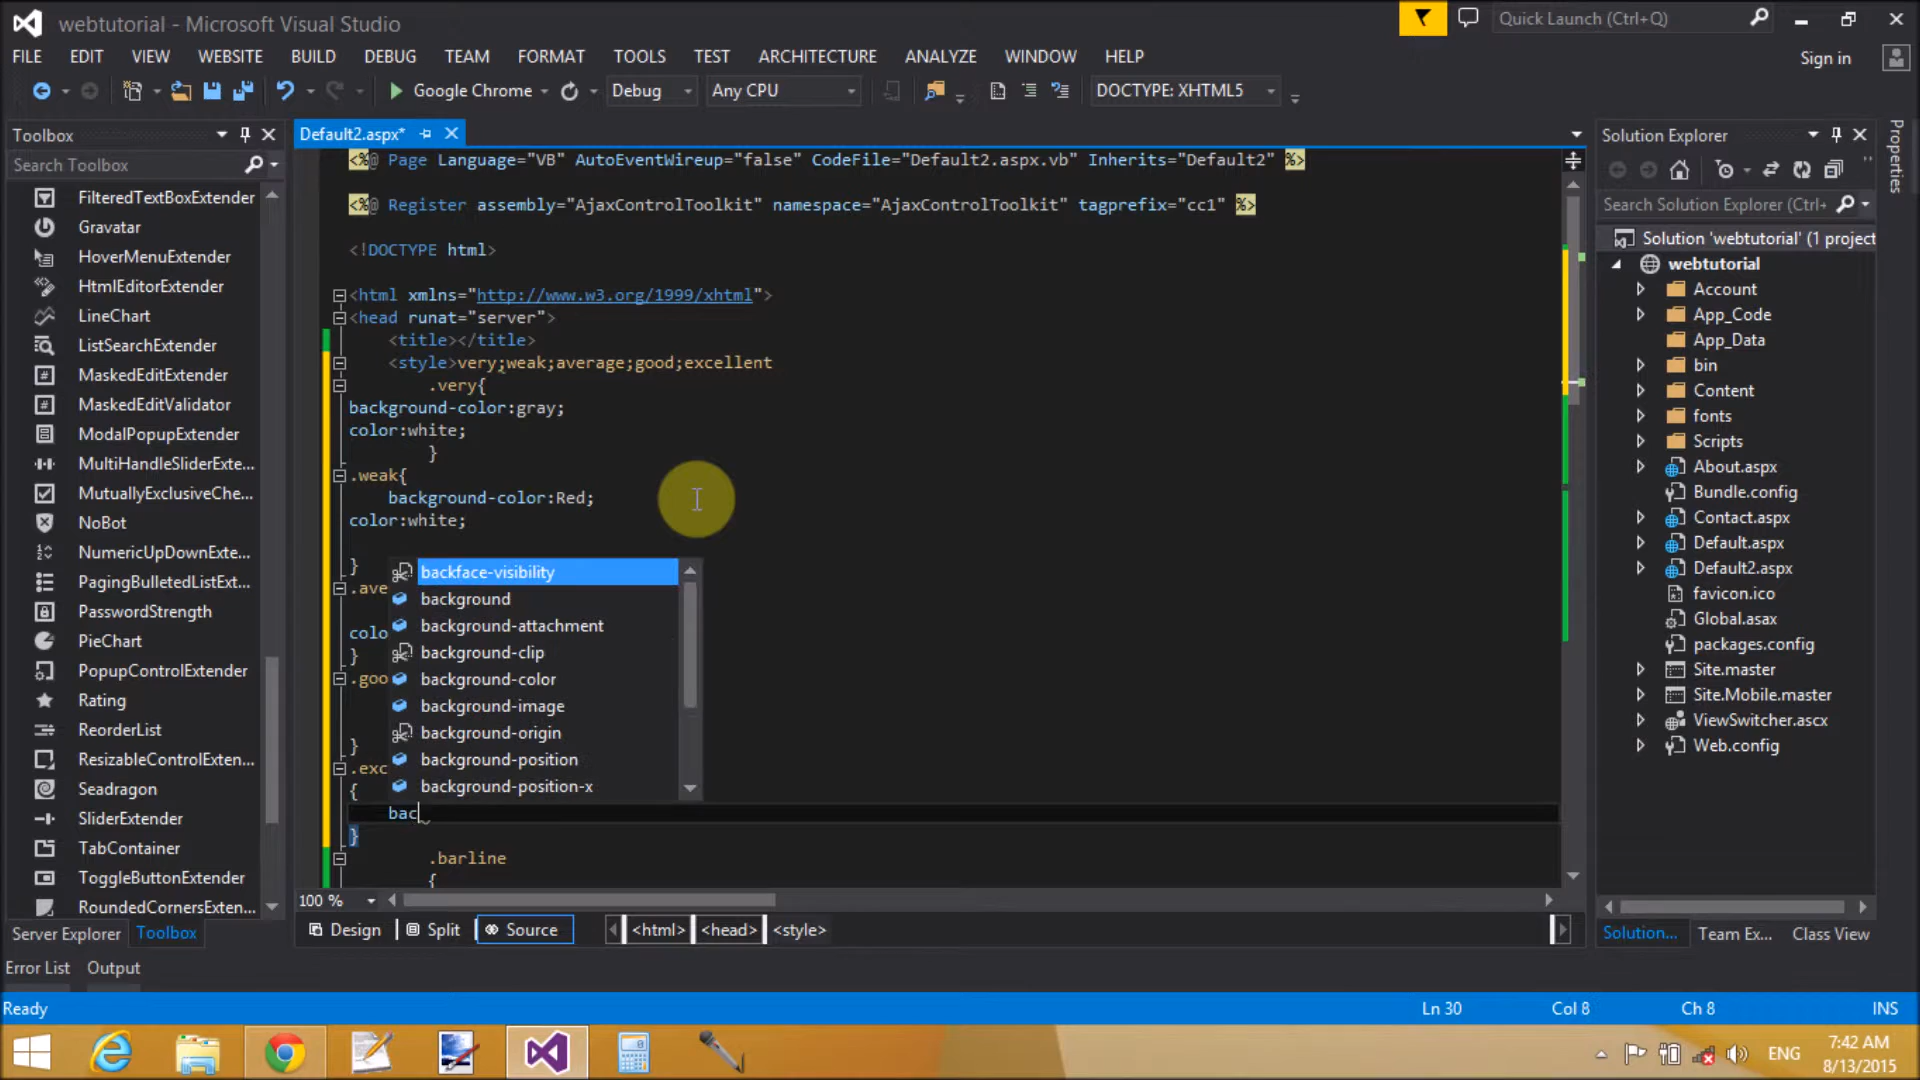 webtutorial - Microsoft Visual Studio
Quick Launch (Ctrl+Q)
FILE EDIT VIEW WEBSITE BUILD DEBUG TEAM FORMAT TOOLS TEST ARCHITECTURE ANALYZE WINDOW HELP
Sign in
Google Chrome Debug Any CPU DOCTYPE: XHTML5
Toolbox
Search Toolbox
FilteredTextBoxExtender
Gravatar
HoverMenuExtender
HtmlEditorExtender
LineChart
ListSearchExtender
MaskedEditExtender
MaskedEditValidator
ModalPopupExtender
MultiHandleSliderExte...
MutuallyExclusiveChe...
NoBot
NumericUpDownExte...
PagingBulletedListExt...
PasswordStrength
PieChart
PopupControlExtender
Rating
ReorderList
ResizableControlExten...
Seadragon
SliderExtender
TabContainer
ToggleButtonExtender
RoundedCornersExten...
Server Explorer Toolbox
Default2.aspx*
<%@ Page Language="VB" AutoEventWireup="false" CodeFile="Default2.aspx.vb" Inherits="Default2" %>
<%@ Register assembly="AjaxControlToolkit" namespace="AjaxControlToolkit" tagprefix="cc1" %>
<!DOCTYPE html>
<html xmlns="http://www.w3.org/1999/xhtml">
<head runat="server">
<title></title>
<style>very;weak;average;good;excellent
.very{
background-color:gray;
color:white;
}
.weak{
background-color:Red;
color:white;
}
.ave
colo
}
.goo
}
.exc
{
bac
}
.barline
{
backface-visibility
background
background-attachment
background-clip
background-color
background-image
background-origin
background-position
background-position-x
100 %
Design Split Source <html> <head> <style>
Solution Explorer
Search Solution Explorer (Ctrl+
Solution 'webtutorial' (1 project
webtutorial
Account
App_Code
App_Data
bin
Content
fonts
Scripts
About.aspx
Bundle.config
Contact.aspx
Default.aspx
Default2.aspx
favicon.ico
Global.asax
packages.config
Site.master
Site.Mobile.master
ViewSwitcher.ascx
Web.config
Solution... Team Ex... Class View
Properties
Error List Output
Ready Ln 30 Col 8 Ch 8 INS
ENG
7:42 AM
8/13/2015